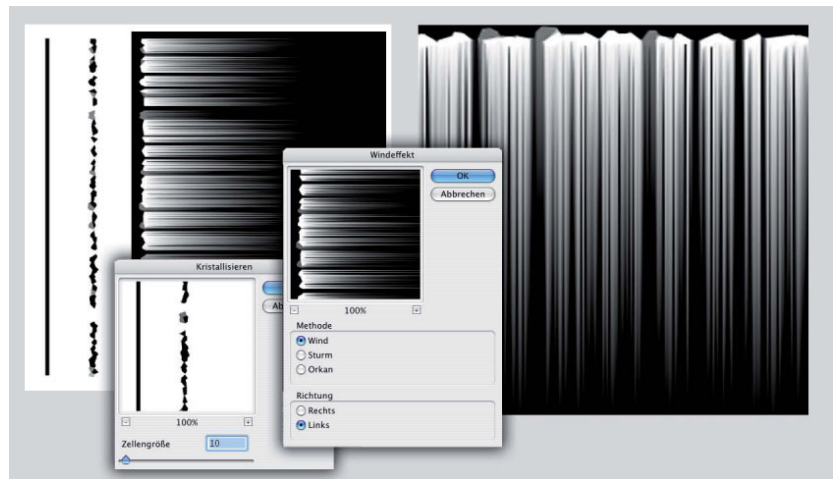 Windeffekt
OK
Abbrechen
100%
Methode
Wind
Sturm
Orkan
Richtung
Rechts
Links
Kristallisieren
Ab
100%
Zellengröße 10